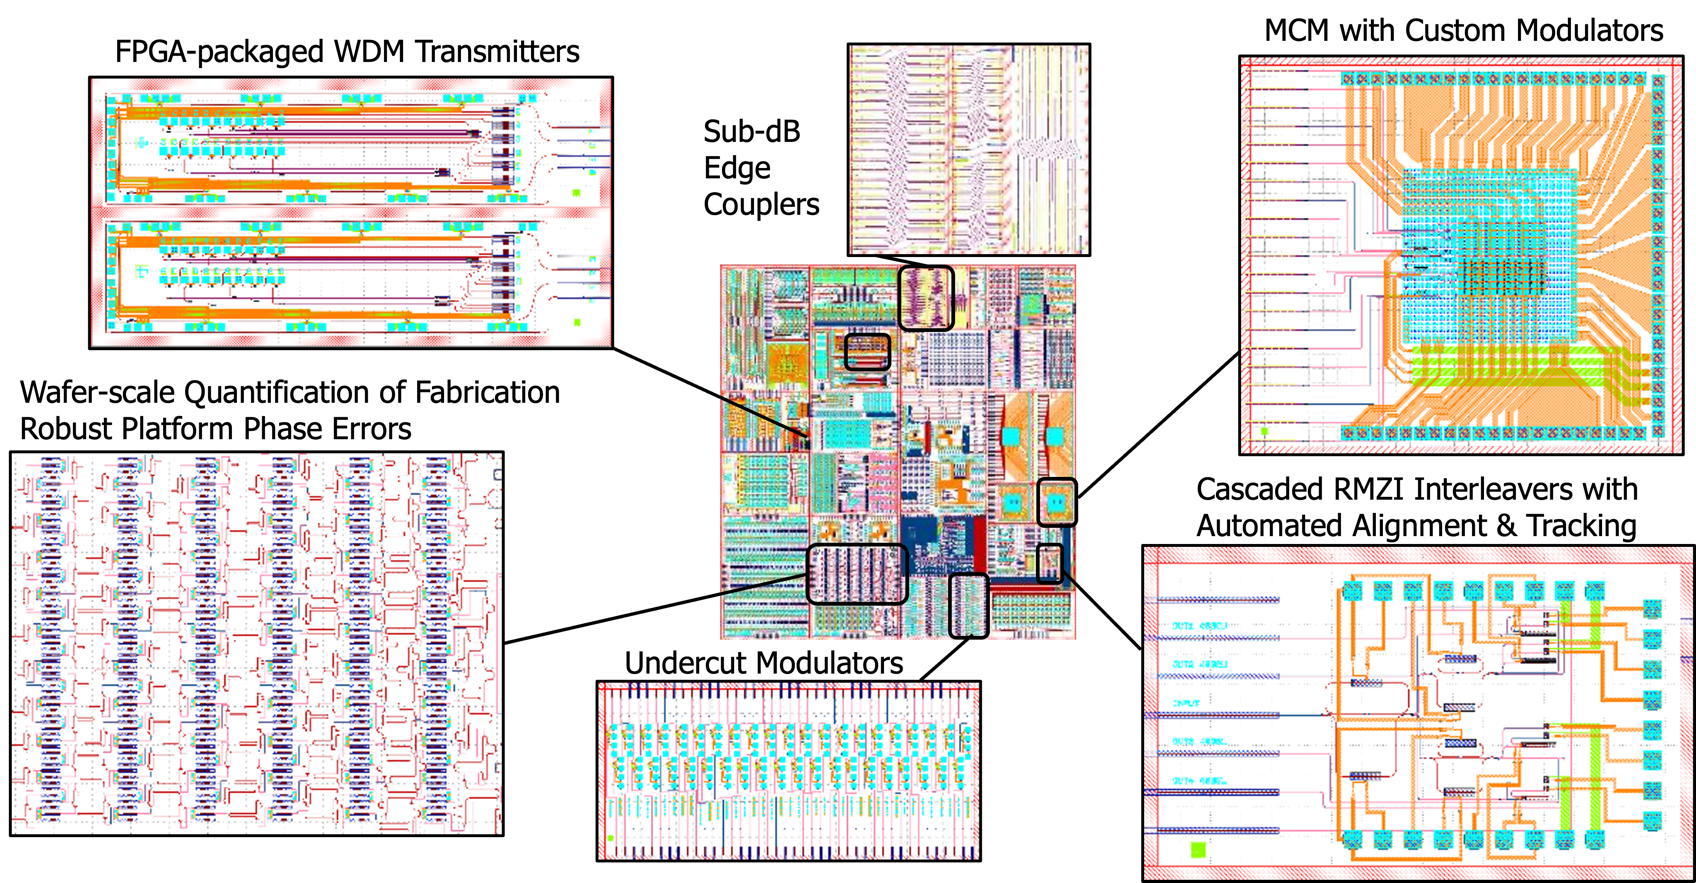 FPGA-packaged WDM Transmitters
Sub-dB
Edge
Couplers
MCM with Custom Modulators
Wafer-scale Quantification of Fabrication
Robust Platform Phase Errors
Cascaded RMZI Interleavers with
Automated Alignment & Tracking
INPUT
Undercut Modulators